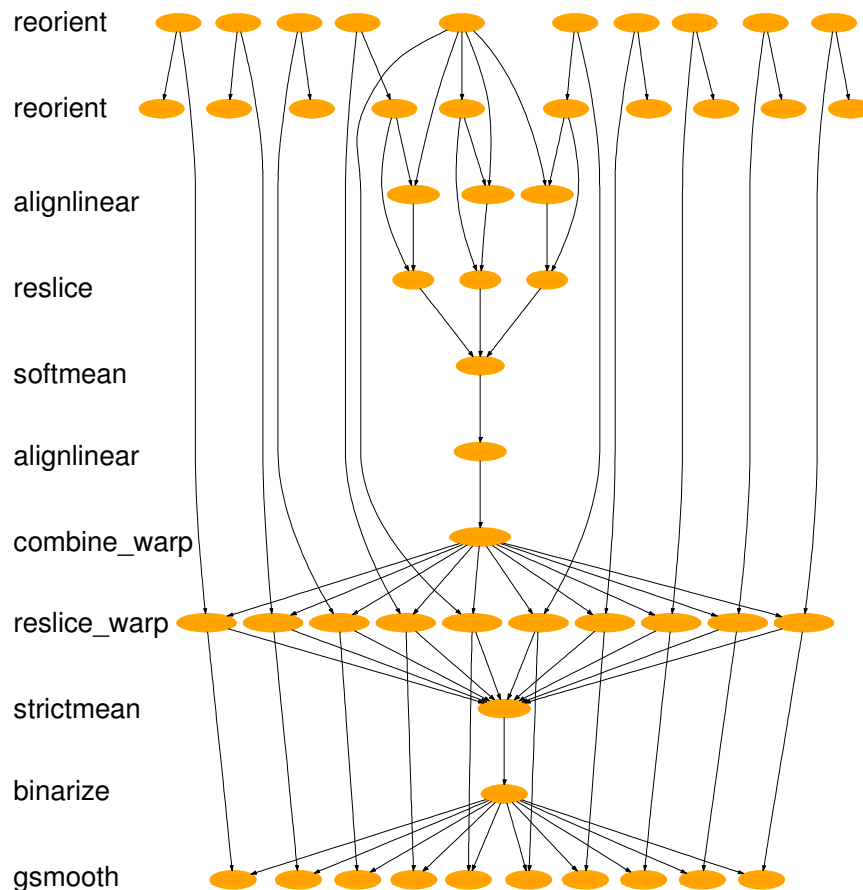 reorient
reorient
alignlinear
reslice
softmean
alignlinear
combine_warp
reslice_warp
strictmean
binarize
gsmooth